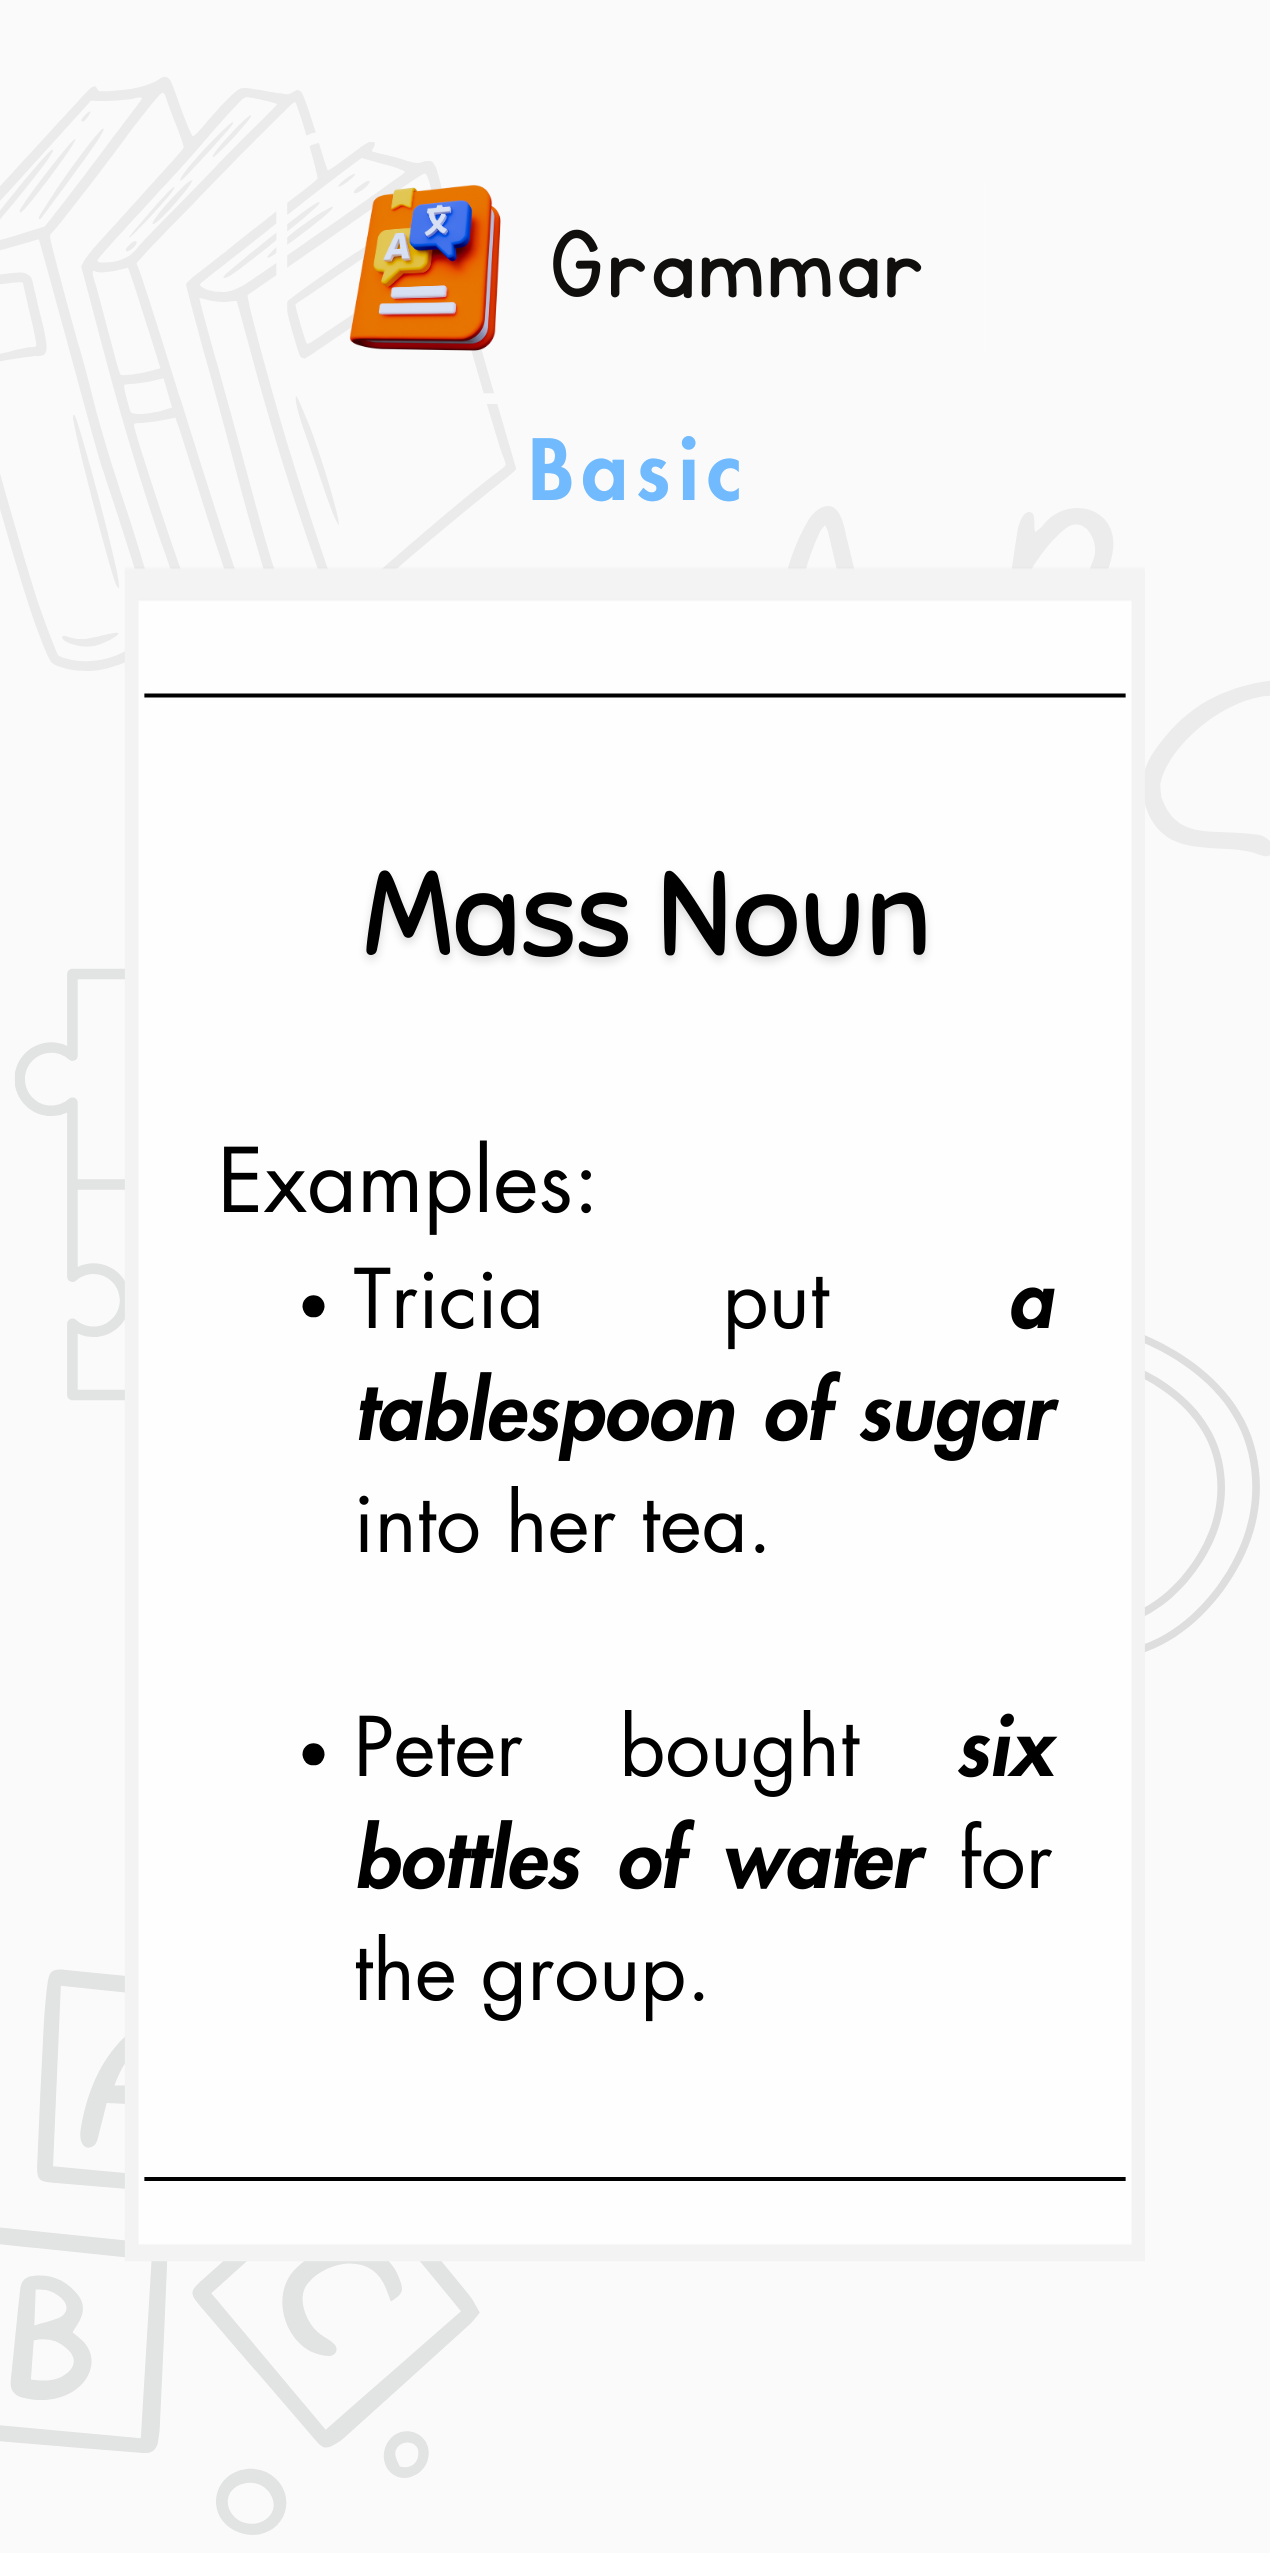 A 文
Grammar
Basic
Mass Noun
Examples:
• Tricia put a
tablespoon of sugar
into her tea.
• Peter bought six
bottles of water for
the group.
A
B
C